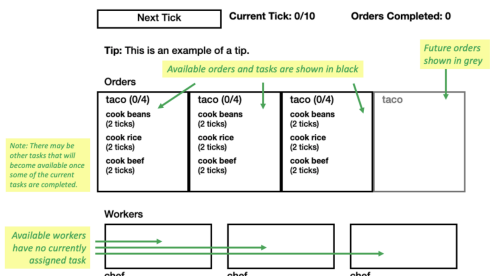 Next Tick
Current Tick: 0/10
Orders Completed: 0
Tip: This is an example of a tip.
Available orders and tasks are shown in black
Future orders
shown in grey
Orders
taco (0/4)
cook beans
(2 ticks)
cook rice
(2 ticks)
cook beef
(2 ticks)
taco (0/4)
cook beans
(2 ticks)
cook rice
(2 ticks)
cook beef
(2 ticks)
taco (0/4)
cook beans
(2 ticks)
cook rice
(2 ticks)
cook beef
(2 ticks)
taco
Note: There may be
other tasks that will
become available once
some of the current
tasks are completed.
Workers
Available workers
have no currently
assigned task
chef
chef
chef